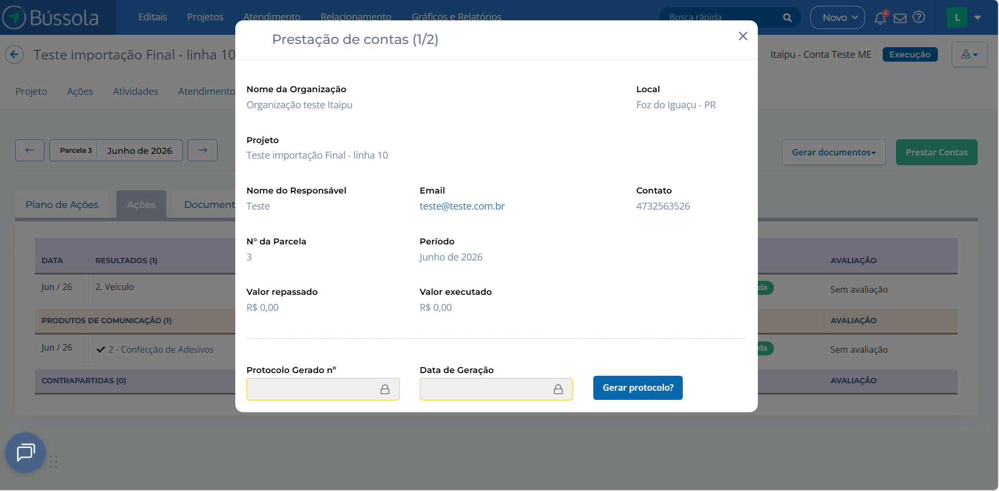 Bússola
Editais
Projetos
Atendimento
Relacionamento
Gráficos e Relatórios
Busca rápida
Novo
4
L
Teste importação Final - linha 10
Itaipu - Conta Teste ME
Execução
Projeto
Ações
Atividades
Atendimento
Parcela 3
Junho de 2026
Gerar documentos
Prestar Contas
Plano de Ações
Ações
Document
DATA
RESULTADOS (1)
AVALIAÇÃO
Jun / 26
2. Veículo
da
Sem avaliação
PRODUTOS DE COMUNICAÇÃO (1)
AVALIAÇÃO
Jun / 26
2 - Confecção de Adesivos
da
Sem avaliação
CONTRAPARTIDAS (0)
AVALIAÇÃO
Prestação de contas (1/2)
Nome da Organização
Local
Organização teste Itaipu
Foz do Iguaçu - PR
Projeto
Teste importação Final - linha 10
Nome do Responsável
Email
Contato
Teste
teste@teste.com.br
4732563526
N° da Parcela
Período
3
Junho de 2026
Valor repassado
Valor executado
R$ 0,00
R$ 0,00
Protocolo Gerado nº
Data de Geração
Gerar protocolo?